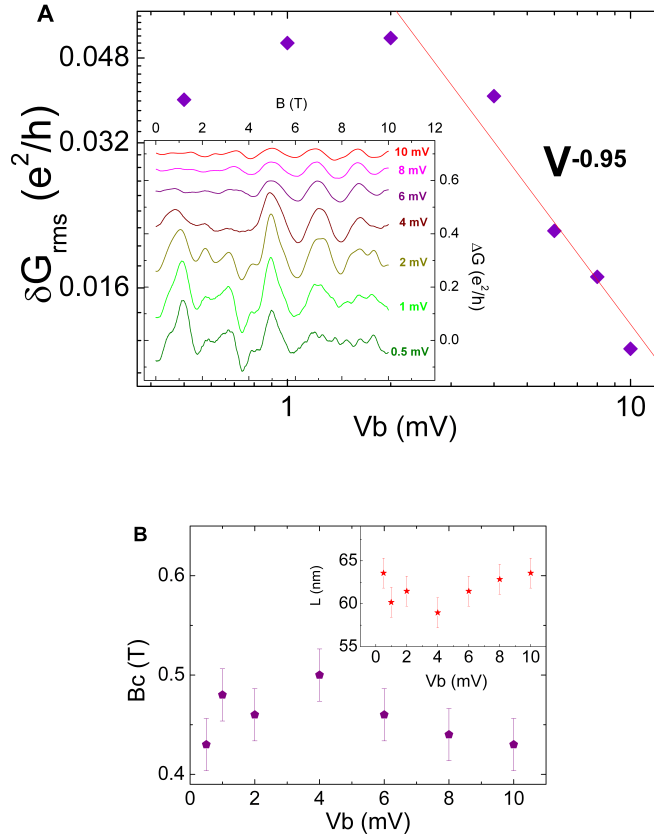 A
0.048
0.032
0.016
δG_rms (e²/h)
B (T)
0 2 4 6 8 10 12
10 mV
8 mV
6 mV
4 mV
2 mV
1 mV
0.5 mV
0.6
0.4
0.2
0.0
ΔG (e²/h)
V^-0.95
1 10
Vb (mV)
B
0.6
0.5
0.4
Bc (T)
65
60
55
L (nm)
0 2 4 6 8 10
Vb (mV)
0 2 4 6 8 10
Vb (mV)